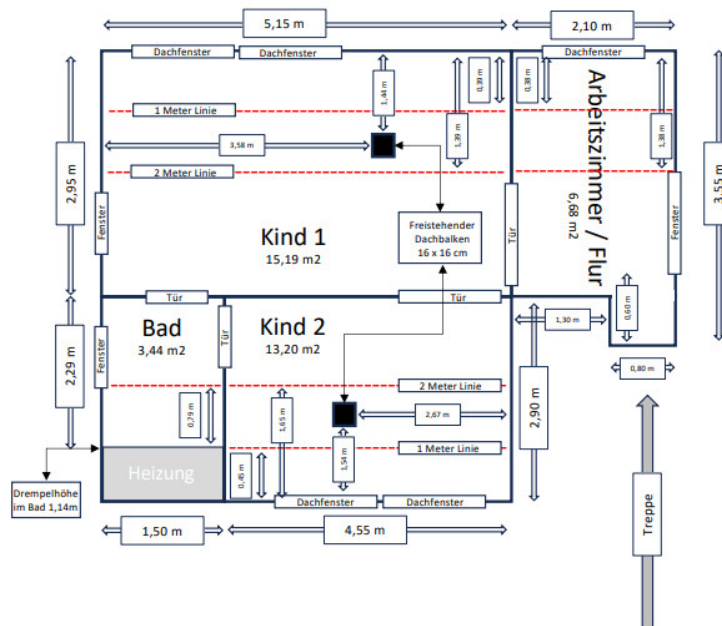 5,15 m
2,10 m
Dachfenster
Dachfenster
Dachfenster
1,44 m
0,39 m
0,38 m
1 Meter Linie
1,39 m
1,38 m
3,58 m
2 Meter Linie
2,95 m
3,55 m
Arbeitszimmer / Flur
6,68 m2
Fenster
Kind 1
15,19 m2
Freistehender
Dachbalken
16 x 16 cm
Tür
Fenster
Tür
Tür
0,60 m
Bad
3,44 m2
Kind 2
13,20 m2
1,30 m
Fenster
Tür
2,29 m
0,80 m
2 Meter Linie
0,79 m
1,65 m
2,67 m
2,90 m
1 Meter Linie
1,54 m
0,45 m
Heizung
Drempelhöhe
im Bad 1,14m
Dachfenster
Dachfenster
1,50 m
4,55 m
Treppe